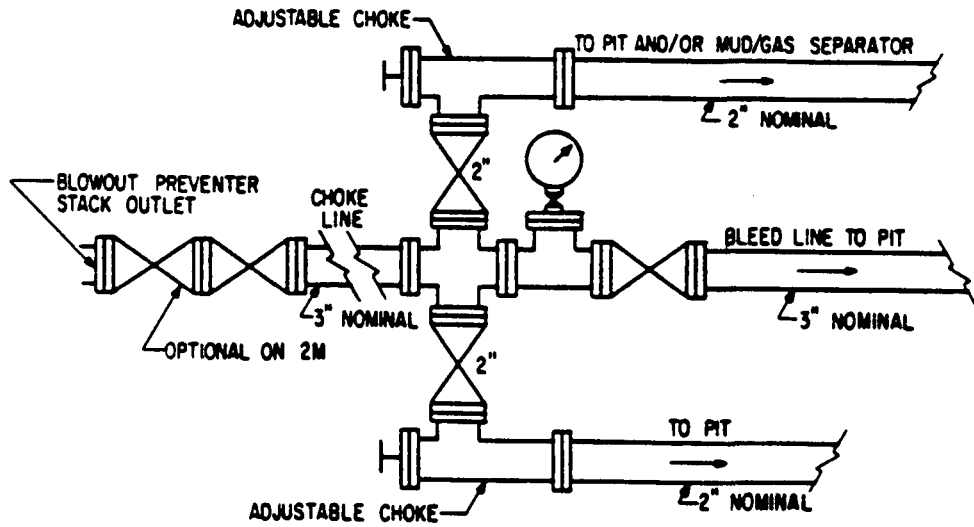 ADJUSTABLE CHOKE
TO PIT AND/OR MUD/GAS SEPARATOR
2" NOMINAL
2"
BLOWOUT PREVENTER
STACK OUTLET
CHOKE
LINE
BLEED LINE TO PIT
3" NOMINAL
3" NOMINAL
OPTIONAL ON 2M
2"
TO PIT
2" NOMINAL
ADJUSTABLE CHOKE